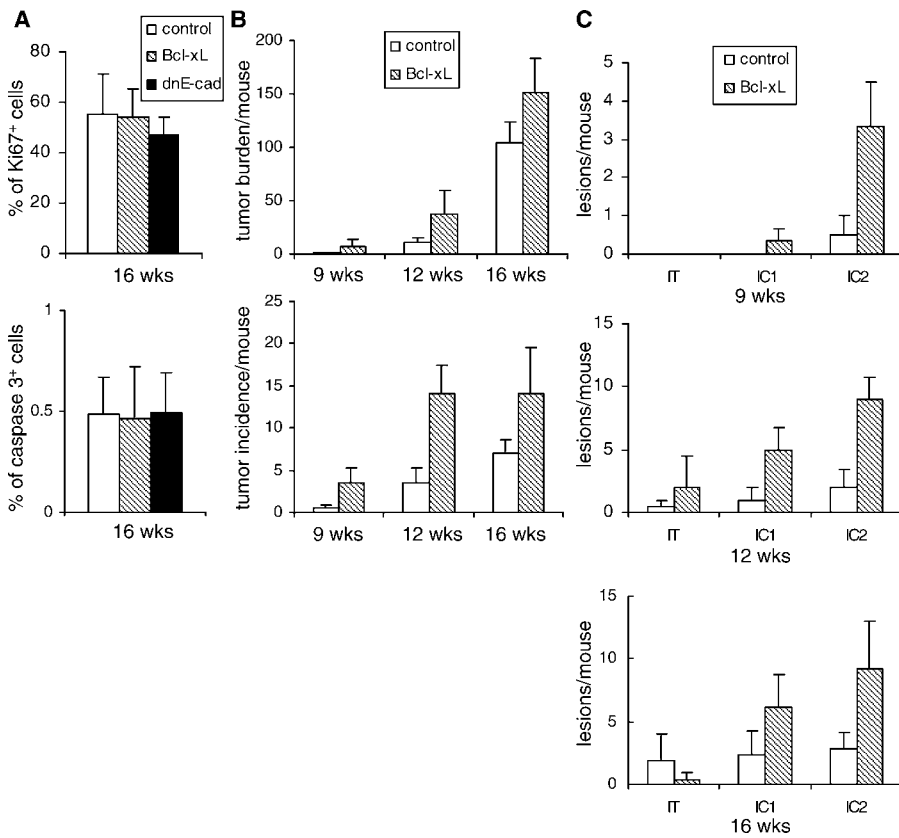 A
control
Bcl-xL
dnE-cad
% of Ki67+ cells
80
60
40
20
0
16 wks
% of caspase 3+ cells
1
0.5
0
16 wks
B
control
Bcl-xL
tumor burden/mouse
200
150
100
50
0
9 wks
12 wks
16 wks
tumor incidence/mouse
25
20
15
10
5
0
9 wks
12 wks
16 wks
C
control
Bcl-xL
lesions/mouse
5
4
3
2
1
0
IT
IC1
IC2
9 wks
lesions/mouse
15
10
5
0
IT
IC1
IC2
12 wks
lesions/mouse
15
10
5
0
IT
IC1
IC2
16 wks